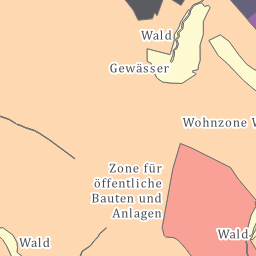 Wald
Gewässer
Wohnzone W
Zone für
öffentliche
Bauten und
Anlagen
Wald
Wald